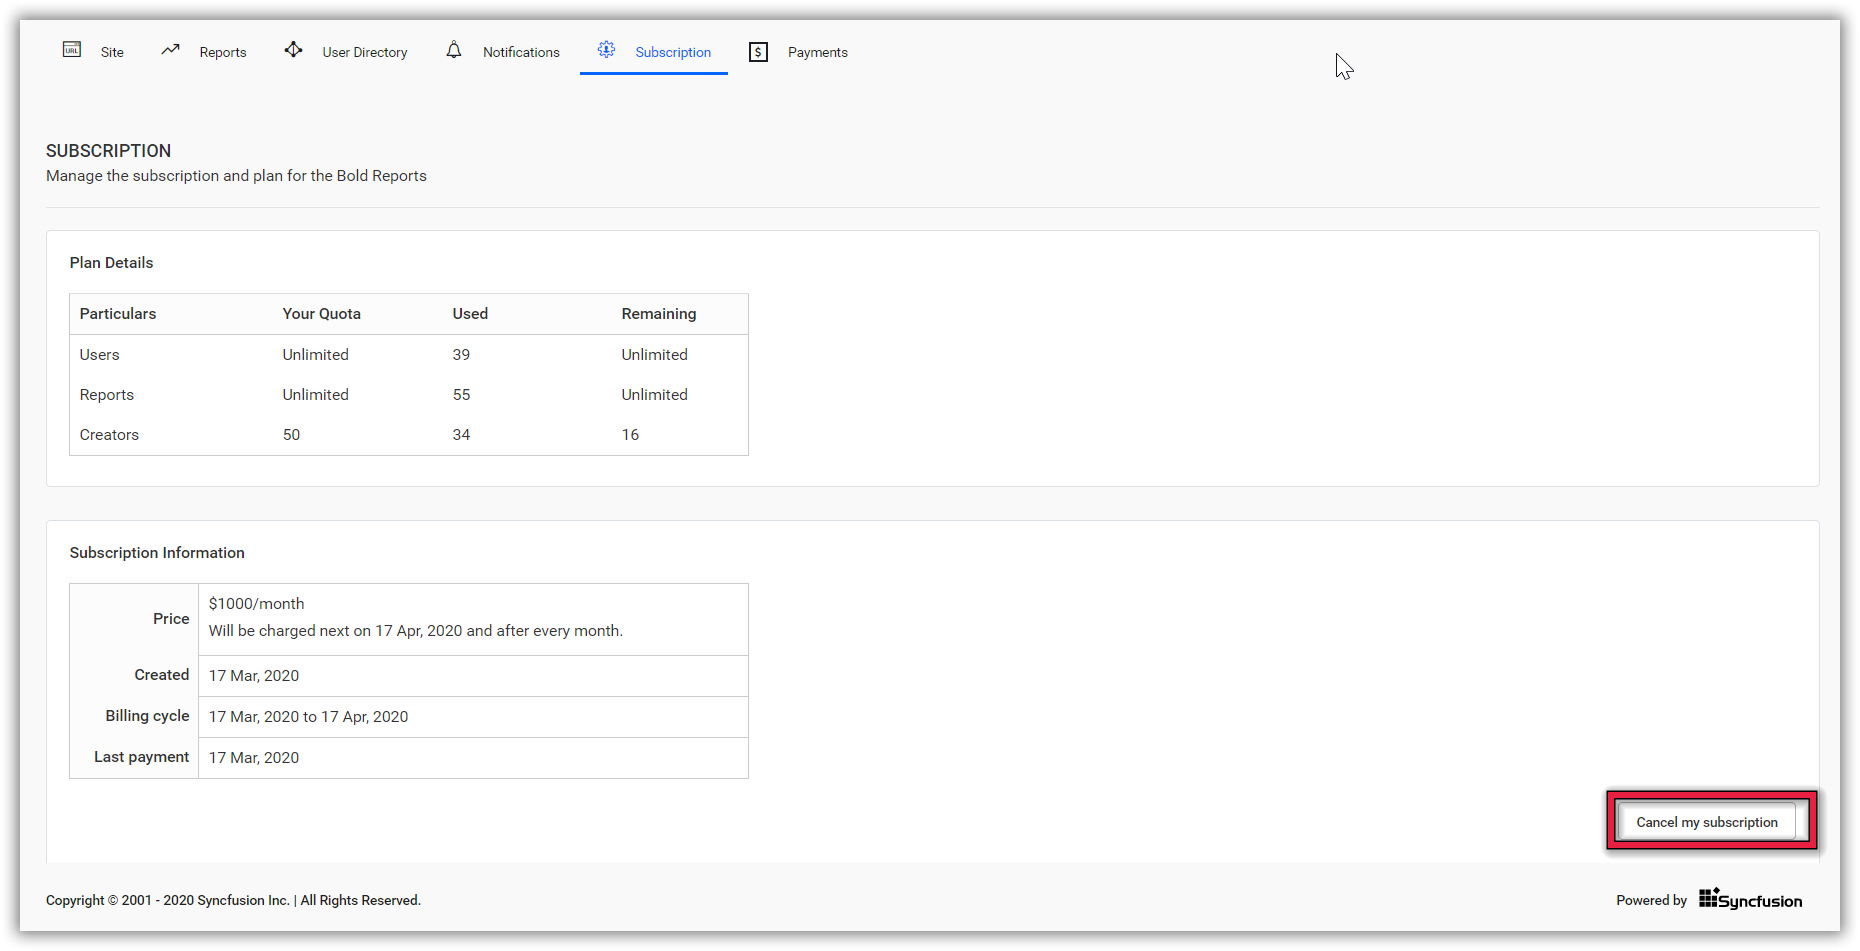 URL Site Reports User Directory Notifications Subscription $ Payments
SUBSCRIPTION
Manage the subscription and plan for the Bold Reports
Plan Details
Particulars Your Quota Used Remaining
Users Unlimited 39 Unlimited
Reports Unlimited 55 Unlimited
Creators 50 34 16
Subscription Information
Price $1000/month
Will be charged next on 17 Apr, 2020 and after every month.
Created 17 Mar, 2020
Billing cycle 17 Mar, 2020 to 17 Apr, 2020
Last payment 17 Mar, 2020
Cancel my subscription
Copyright © 2001 - 2020 Syncfusion Inc. | All Rights Reserved. Powered by Syncfusion